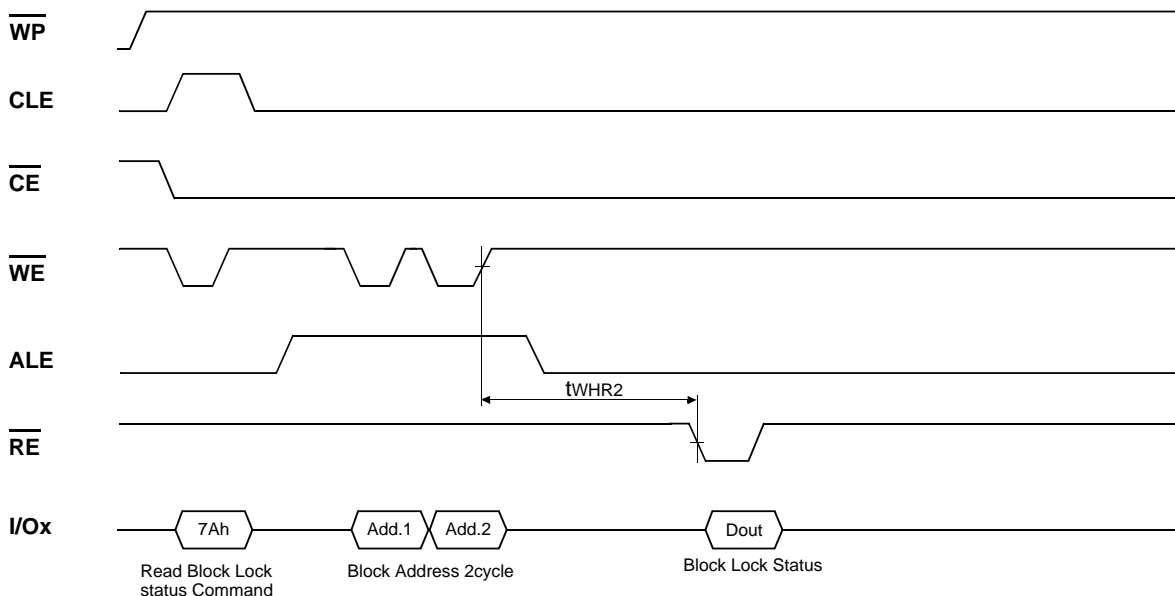 WP
CLE
CE
WE
ALE
tWHR2
RE
I/Ox
7Ah
Add.1
Add.2
Dout
Read Block Lock
status Command
Block Address 2cycle
Block Lock Status